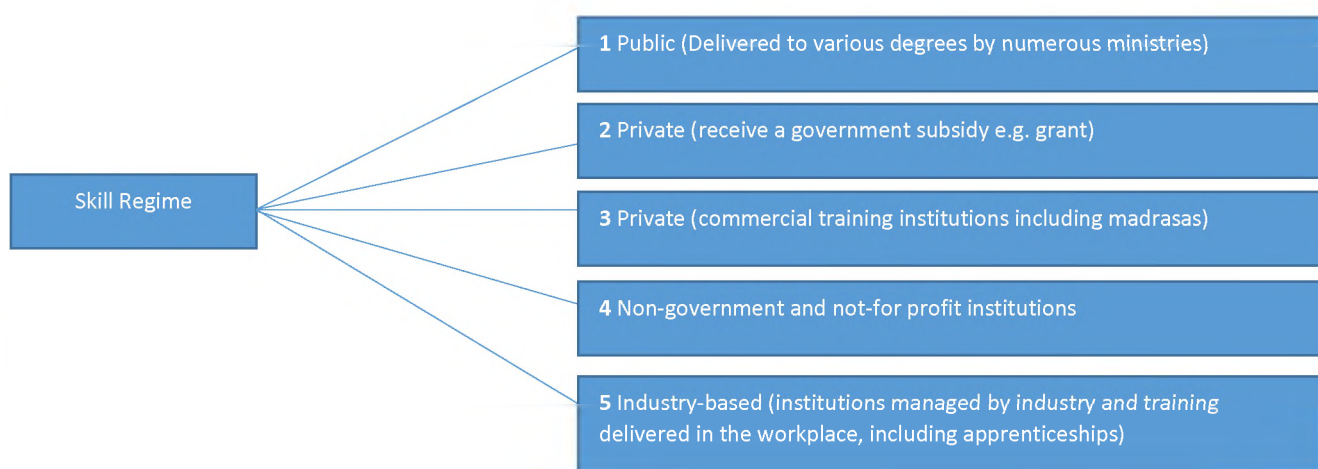 1 Public (Delivered to various degrees by numerous ministries)
2 Private (receive a government subsidy e.g. grant)
Skill Regime
3 Private (commercial training institutions including madrasas)
4 Non-government and not-for profit institutions
5 Industry-based (institutions managed by industry and training
delivered in the workplace, including apprenticeships)